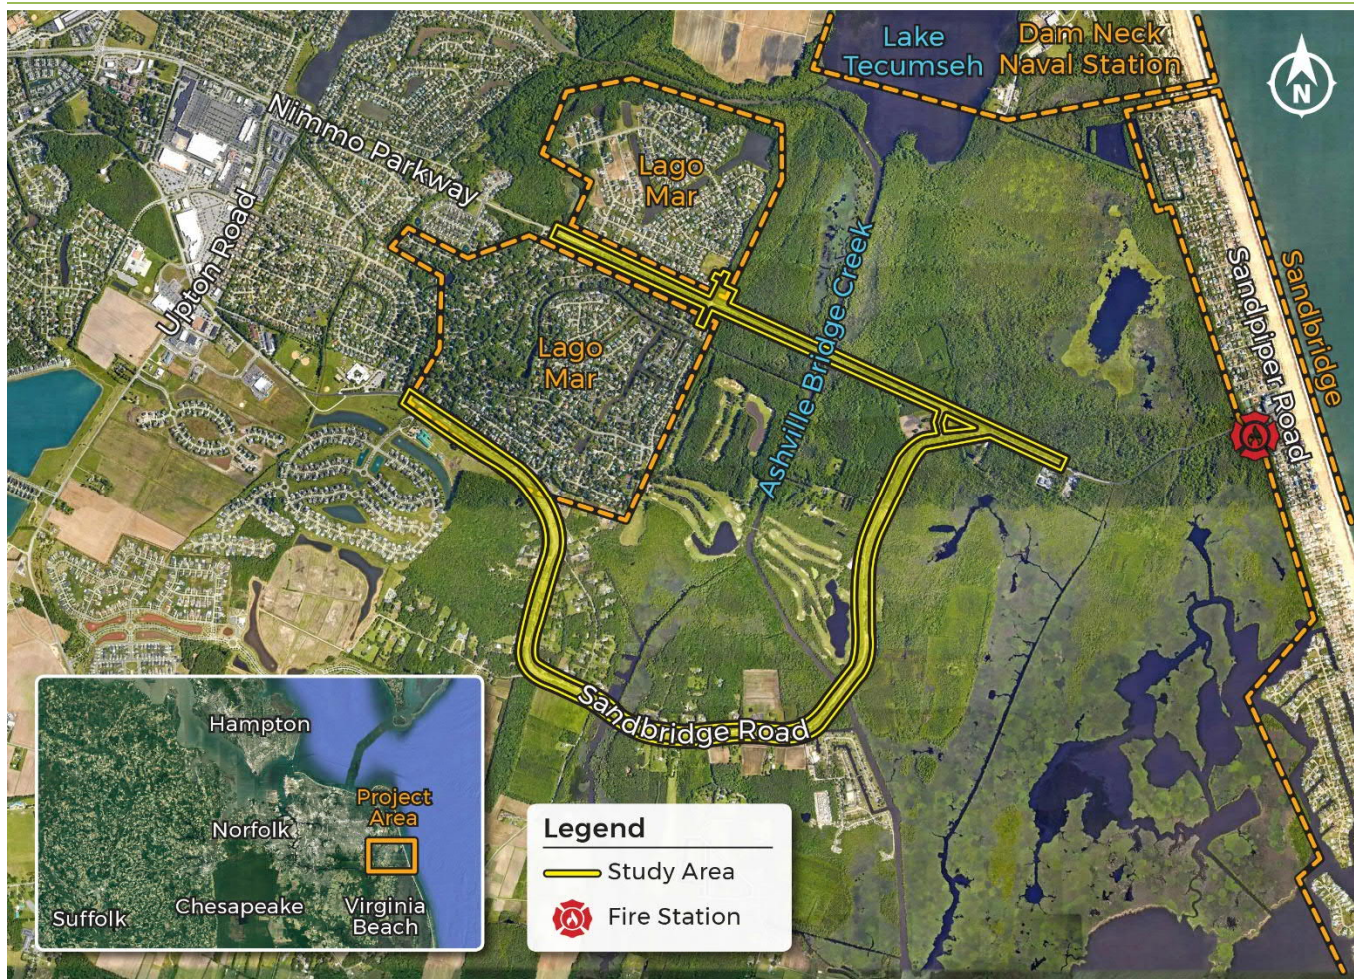 Lake
Tecumseh
Dam Neck
Naval Station
N
Nimmo Parkway
Lago
Mar
Upton Road
Ashville Bridge Creek
Sandpiper Road
Sandbridge
Lago
Mar
Sandbridge Road
Hampton
Project
Area
Norfolk
Chesapeake
Virginia
Beach
Suffolk
Legend
Study Area
Fire Station